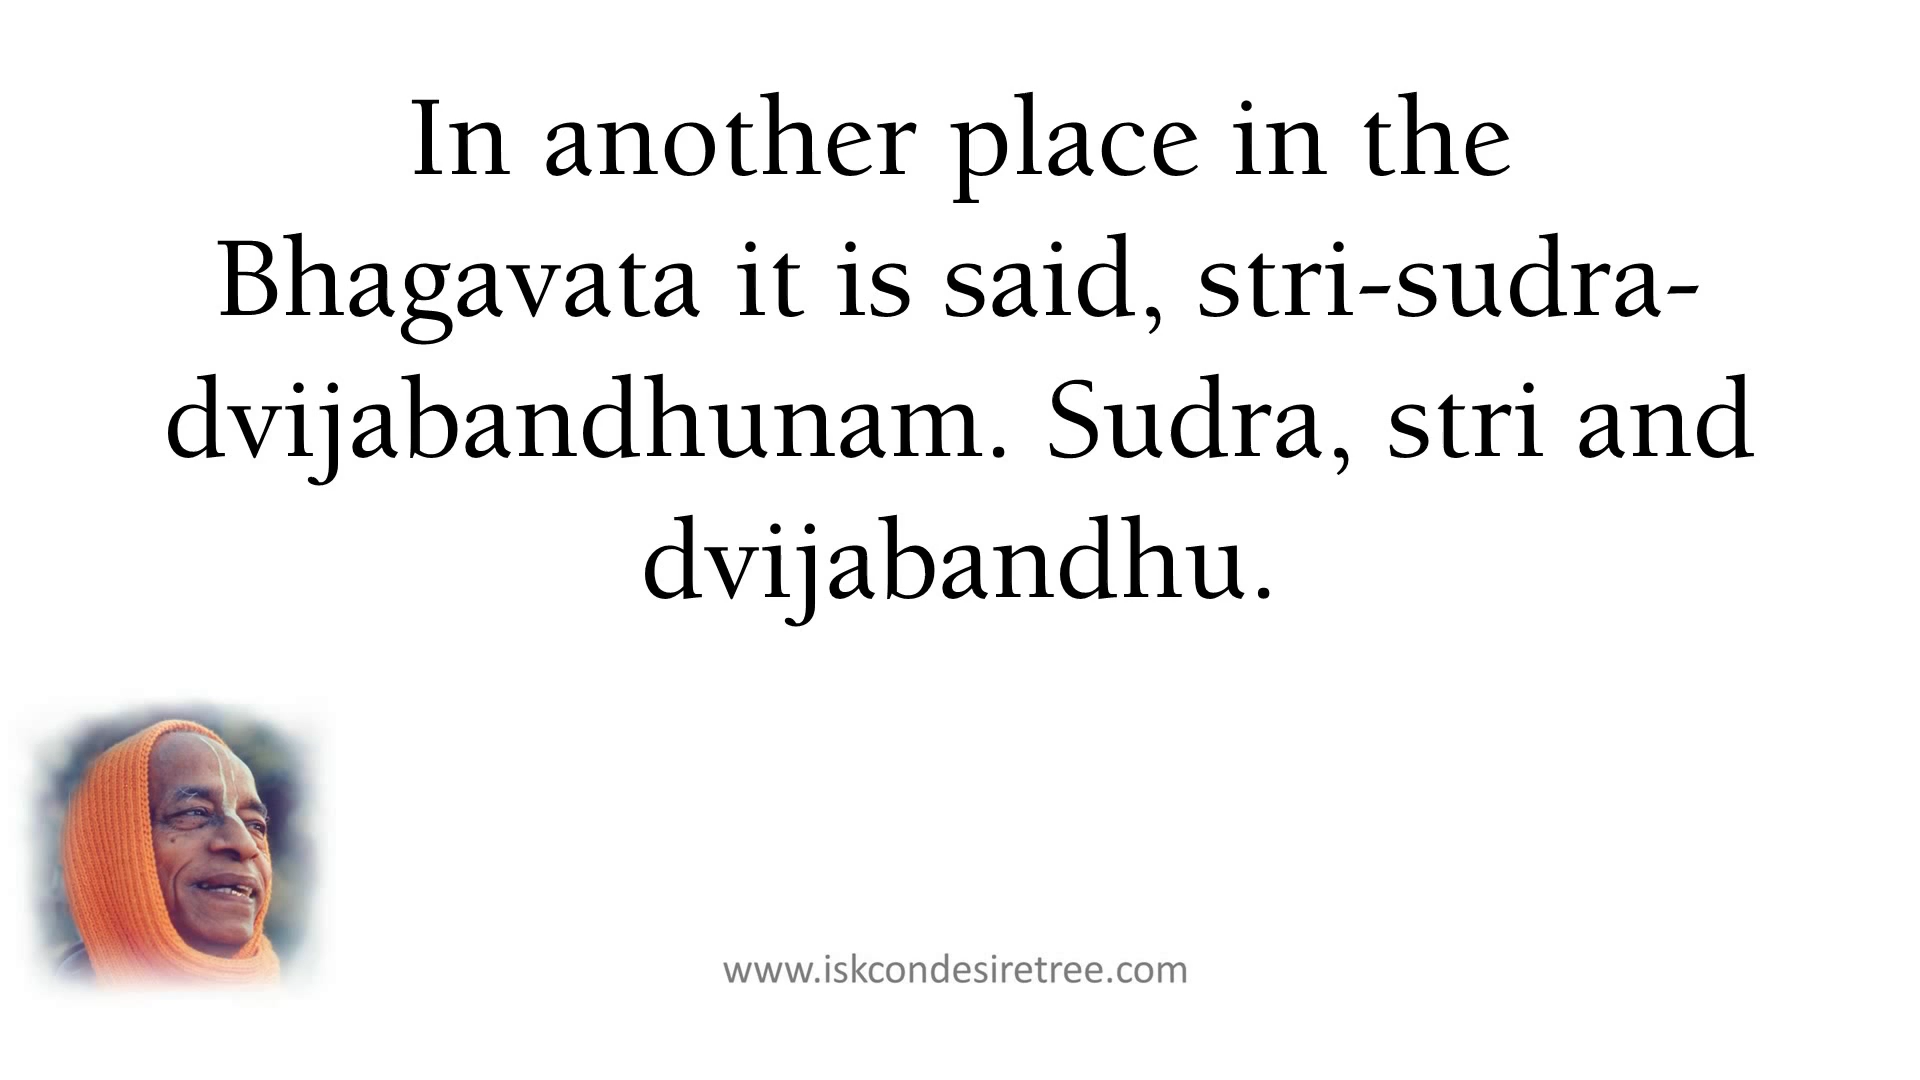 In another place in the
Bhagavata it is said, stri-sudra-
dvijabandhunam. Sudra, stri and
dvijabandhu.
www.iskcondesiretree.com